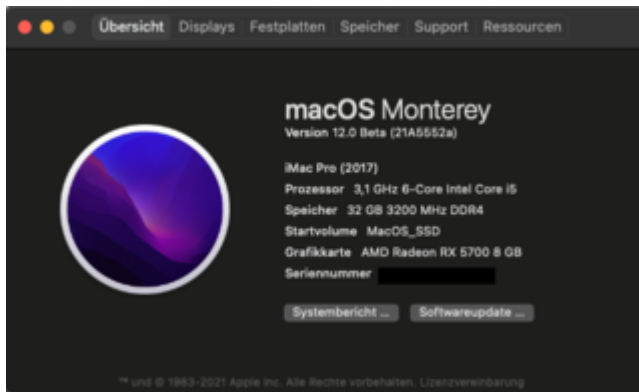 Übersicht Displays Festplatten Speicher Support Ressourcen
macOS Monterey
Version 12.0 Beta (21A5552a)
iMac Pro (2017)
Prozessor 3,1 GHz 6-Core Intel Core i5
Speicher 32 GB 3200 MHz DDR4
Startvolume MacOS_SSD
Grafikkarte AMD Radeon RX 5700 8 GB
Seriennummer
Systembericht ...
Softwareupdate ...
™ und © 1983-2021 Apple Inc. Alle Rechte vorbehalten. Lizenzvereinbarung